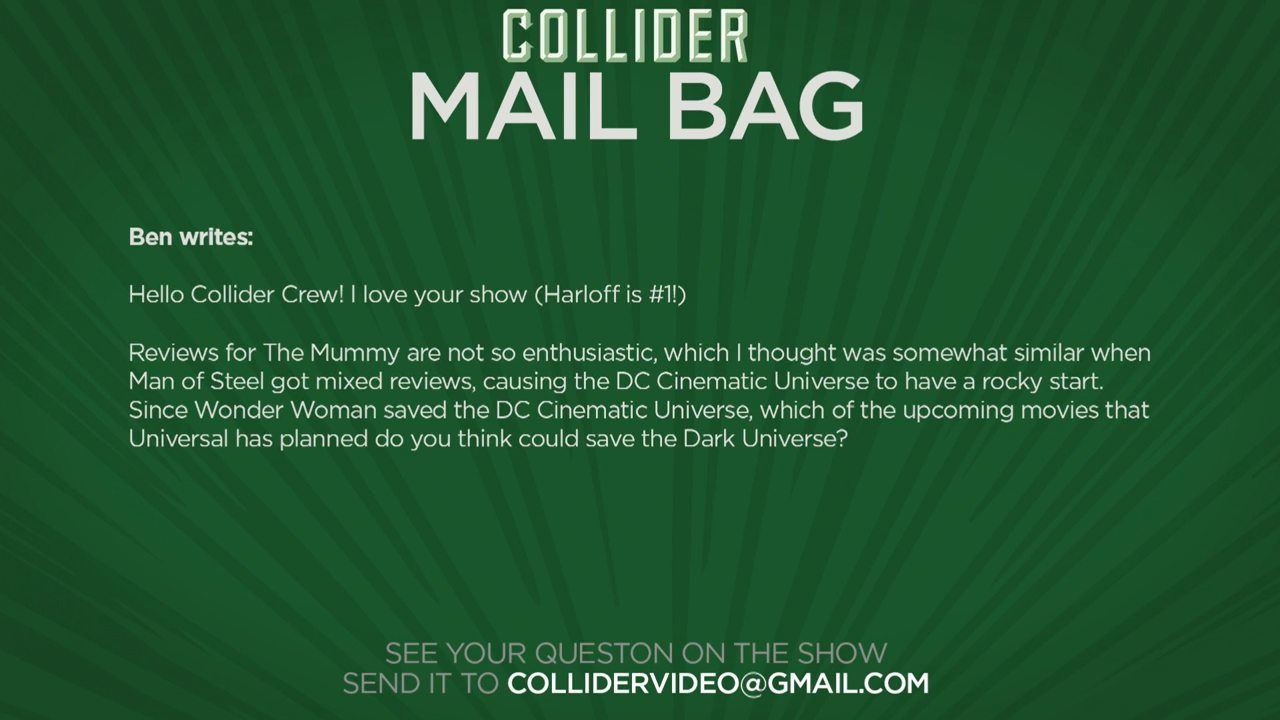 COLLIDER
MAIL BAG
Ben writes:
Hello Collider Crew! I love your show (Harloff is #1!)
Reviews for The Mummy are not so enthusiastic, which I thought was somewhat similar when
Man of Steel got mixed reviews, causing the DC Cinematic Universe to have a rocky start.
Since Wonder Woman saved the DC Cinematic Universe, which of the upcoming movies that
Universal has planned do you think could save the Dark Universe?
SEE YOUR QUESTON ON THE SHOW
SEND IT TO COLLIDERVIDEO@GMAIL.COM